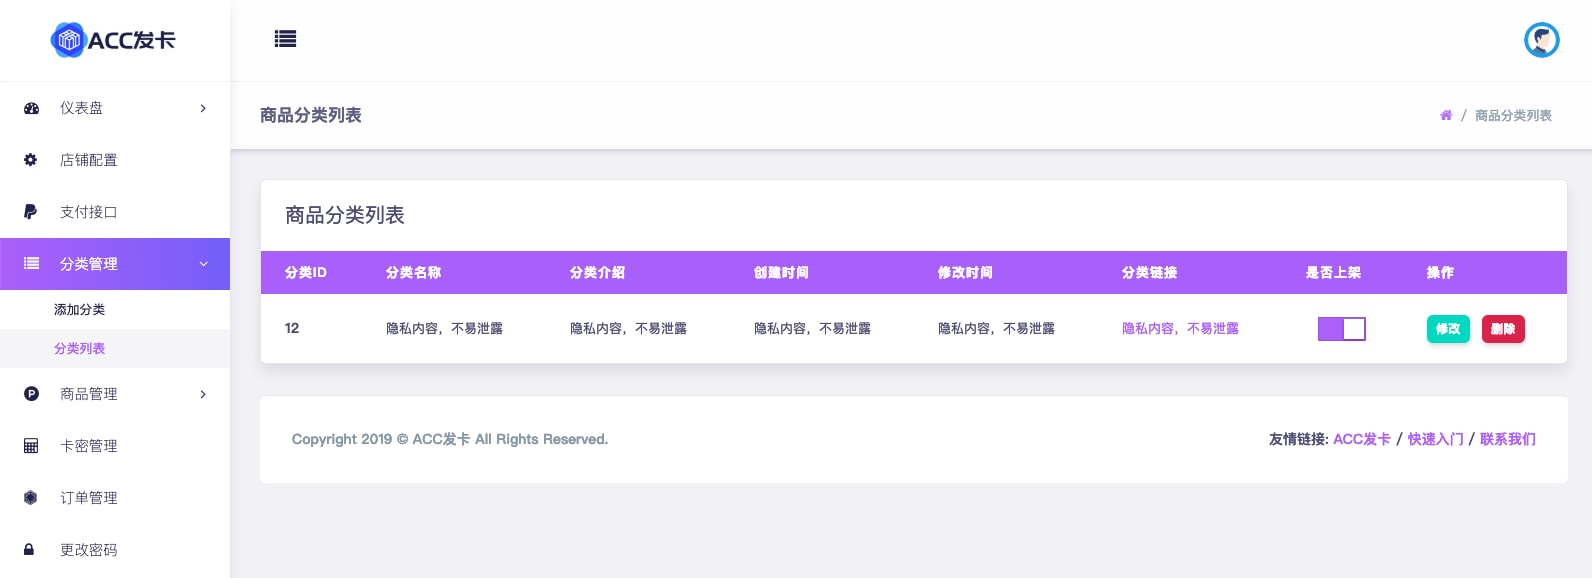 ACC发卡
仪表盘
店铺配置
支付接口
分类管理
添加分类
分类列表
商品管理
卡密管理
订单管理
更改密码
商品分类列表
/ 商品分类列表
商品分类列表
分类ID 分类名称 分类介绍 创建时间 修改时间 分类链接 是否上架 操作
12 隐私内容，不易泄露 隐私内容，不易泄露 隐私内容，不易泄露 隐私内容，不易泄露 隐私内容，不易泄露 修改 删除
Copyright 2019 © ACC发卡 All Rights Reserved.
友情链接: ACC发卡 / 快速入门 / 联系我们